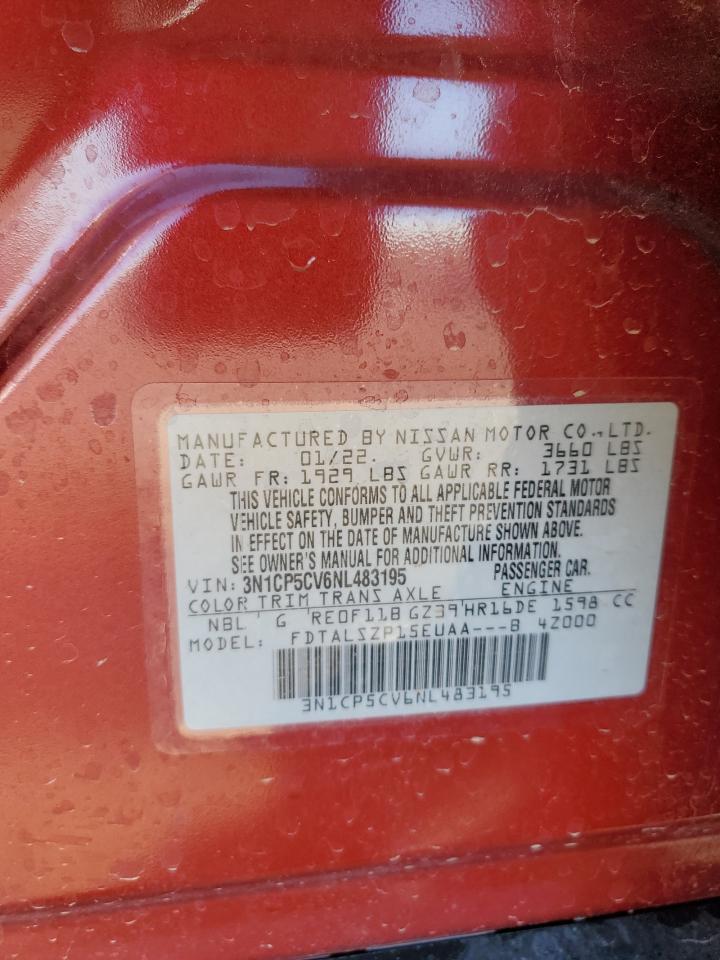 MANUFACTURED BY NISSAN MOTOR CO.,LTD.
DATE: 01/22. GVWR: 3660 LBS
GAWR FR: 1929 LBS GAWR RR: 1731 LBS
THIS VEHICLE CONFORMS TO ALL APPLICABLE FEDERAL MOTOR
VEHICLE SAFETY, BUMPER AND THEFT PREVENTION STANDARDS
IN EFFECT ON THE DATE OF MANUFACTURE SHOWN ABOVE.
SEE OWNER'S MANUAL FOR ADDITIONAL INFORMATION.
VIN: 3N1CP5CV6NL483195 PASSENGER CAR.
COLOR TRIM TRANS AXLE ENGINE
NBL G RE0F11B GZ39 HR16DE 1598 CC
MODEL: FDTALSZP15EUAA---B 4Z000
3N1CP5CV6NL483195